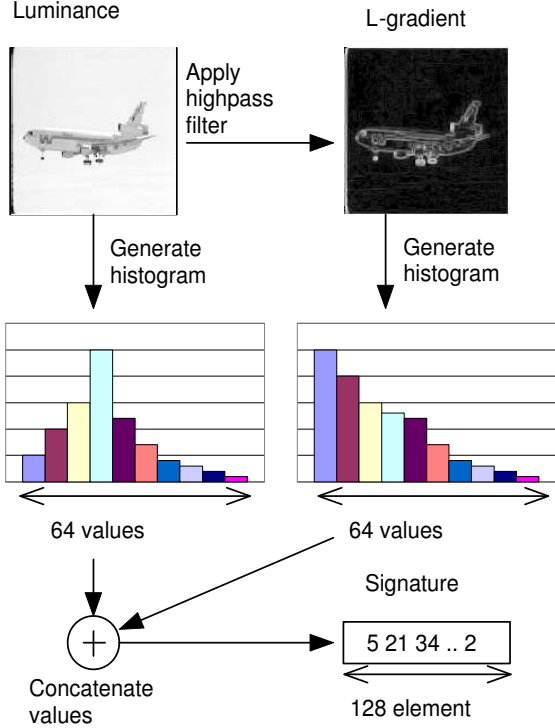 Luminance
L-gradient
Apply
highpass
filter
Generate
histogram
Generate
histogram
64 values
64 values
Signature
5 21 34 .. 2
Concatenate
values
128 element